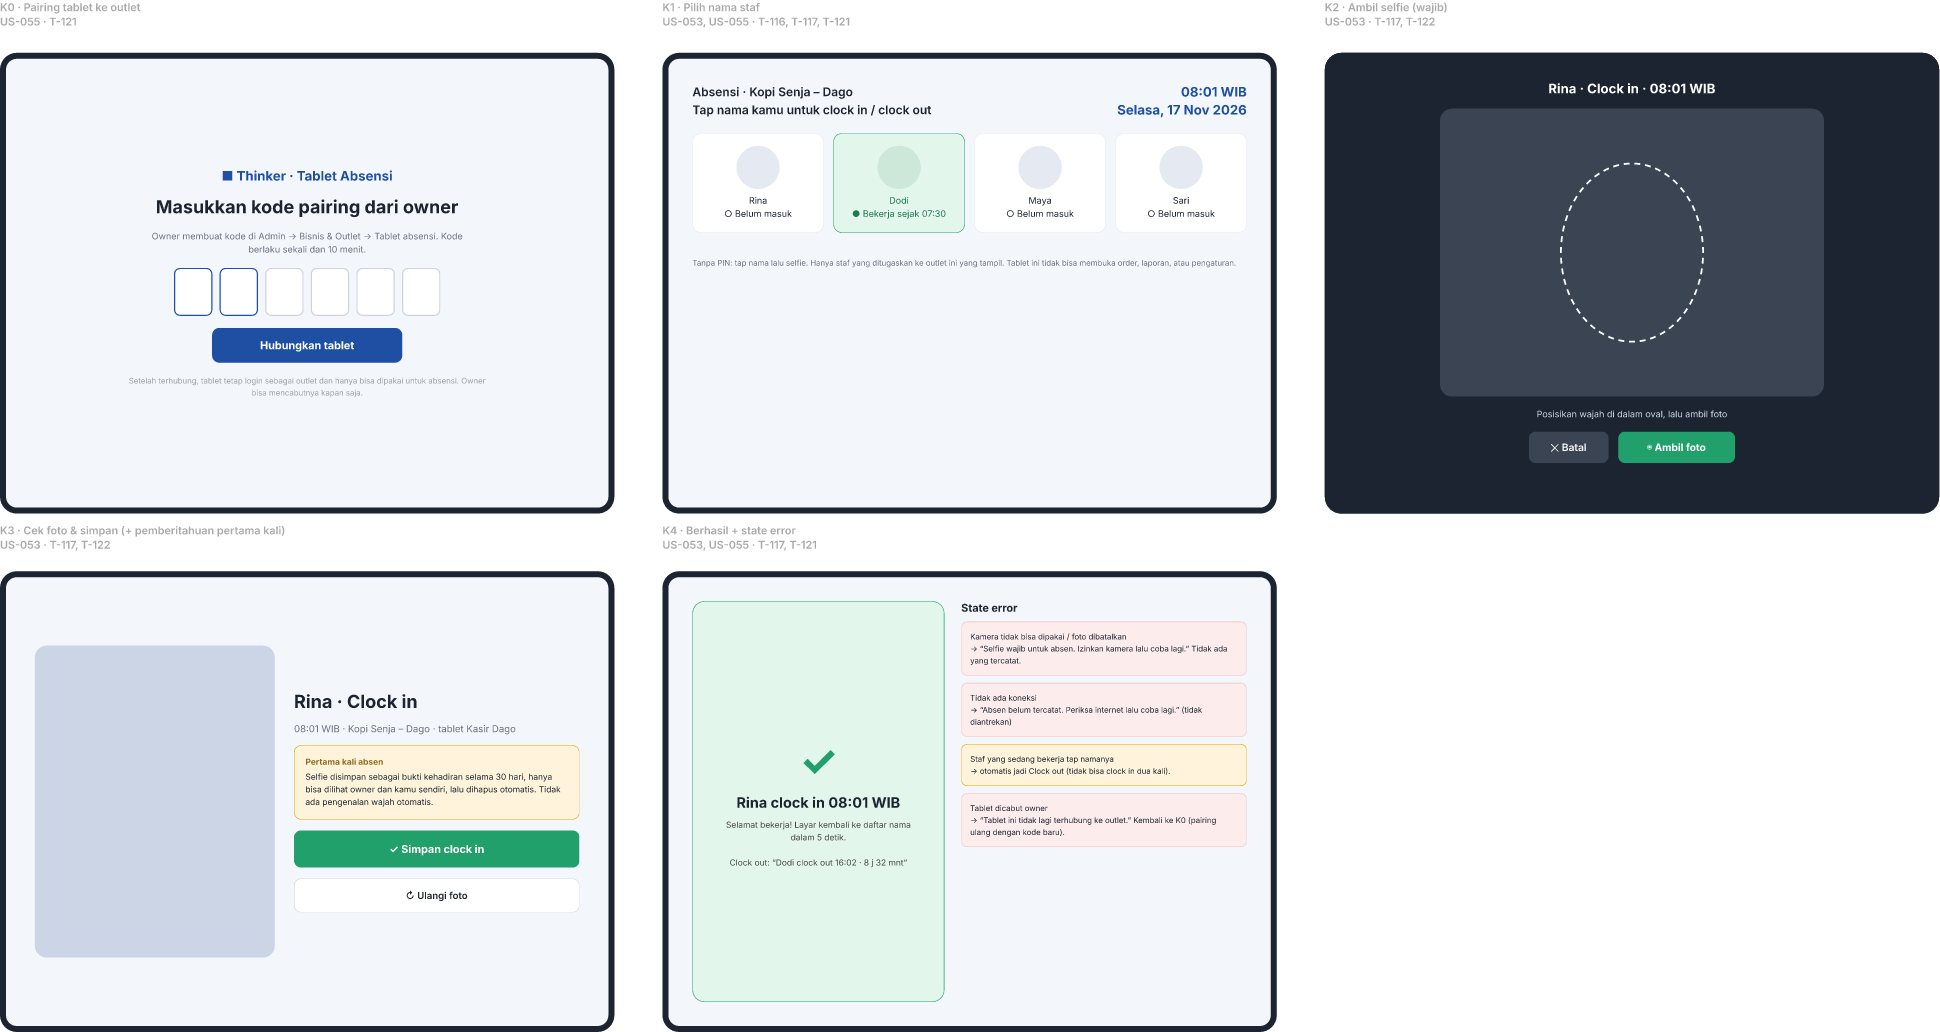 K0 · Pairing tablet ke outlet
US-055 · T-121
■ Thinker · Tablet Absensi
Masukkan kode pairing dari owner
Owner membuat kode di Admin → Bisnis & Outlet → Tablet absensi. Kode
berlaku sekali dan 10 menit.
Hubungkan tablet
Setelah terhubung, tablet tetap login sebagai outlet dan hanya bisa dipakai untuk absensi. Owner
bisa mencabutnya kapan saja.
K1 · Pilih nama staf
US-053, US-055 · T-116, T-117, T-121
Absensi · Kopi Senja – Dago
Tap nama kamu untuk clock in / clock out
08:01 WIB
Selasa, 17 Nov 2026
Rina
○ Belum masuk
Dodi
● Bekerja sejak 07:30
Maya
○ Belum masuk
Sari
○ Belum masuk
Tanpa PIN: tap nama lalu selfie. Hanya staf yang ditugaskan ke outlet ini yang tampil. Tablet ini tidak bisa membuka order, laporan, atau pengaturan.
K2 · Ambil selfie (wajib)
US-053 · T-117, T-122
Rina · Clock in · 08:01 WIB
Posisikan wajah di dalam oval, lalu ambil foto
✕ Batal
Ambil foto
K3 · Cek foto & simpan (+ pemberitahuan pertama kali)
US-053 · T-117, T-122
Rina · Clock in
08:01 WIB · Kopi Senja – Dago · tablet Kasir Dago
Pertama kali absen
Selfie disimpan sebagai bukti kehadiran selama 30 hari, hanya
bisa dilihat owner dan kamu sendiri, lalu dihapus otomatis. Tidak
ada pengenalan wajah otomatis.
✓ Simpan clock in
↻ Ulangi foto
K4 · Berhasil + state error
US-053, US-055 · T-117, T-121
Rina clock in 08:01 WIB
Selamat bekerja! Layar kembali ke daftar nama
dalam 5 detik.
Clock out: “Dodi clock out 16:02 · 8 j 32 mnt”
State error
Kamera tidak bisa dipakai / foto dibatalkan
→ “Selfie wajib untuk absen. Izinkan kamera lalu coba lagi.” Tidak ada
yang tercatat.
Tidak ada koneksi
→ “Absen belum tercatat. Periksa internet lalu coba lagi.” (tidak
diantrekan)
Staf yang sedang bekerja tap namanya
→ otomatis jadi Clock out (tidak bisa clock in dua kali).
Tablet dicabut owner
→ “Tablet ini tidak lagi terhubung ke outlet.” Kembali ke K0 (pairing
ulang dengan kode baru).